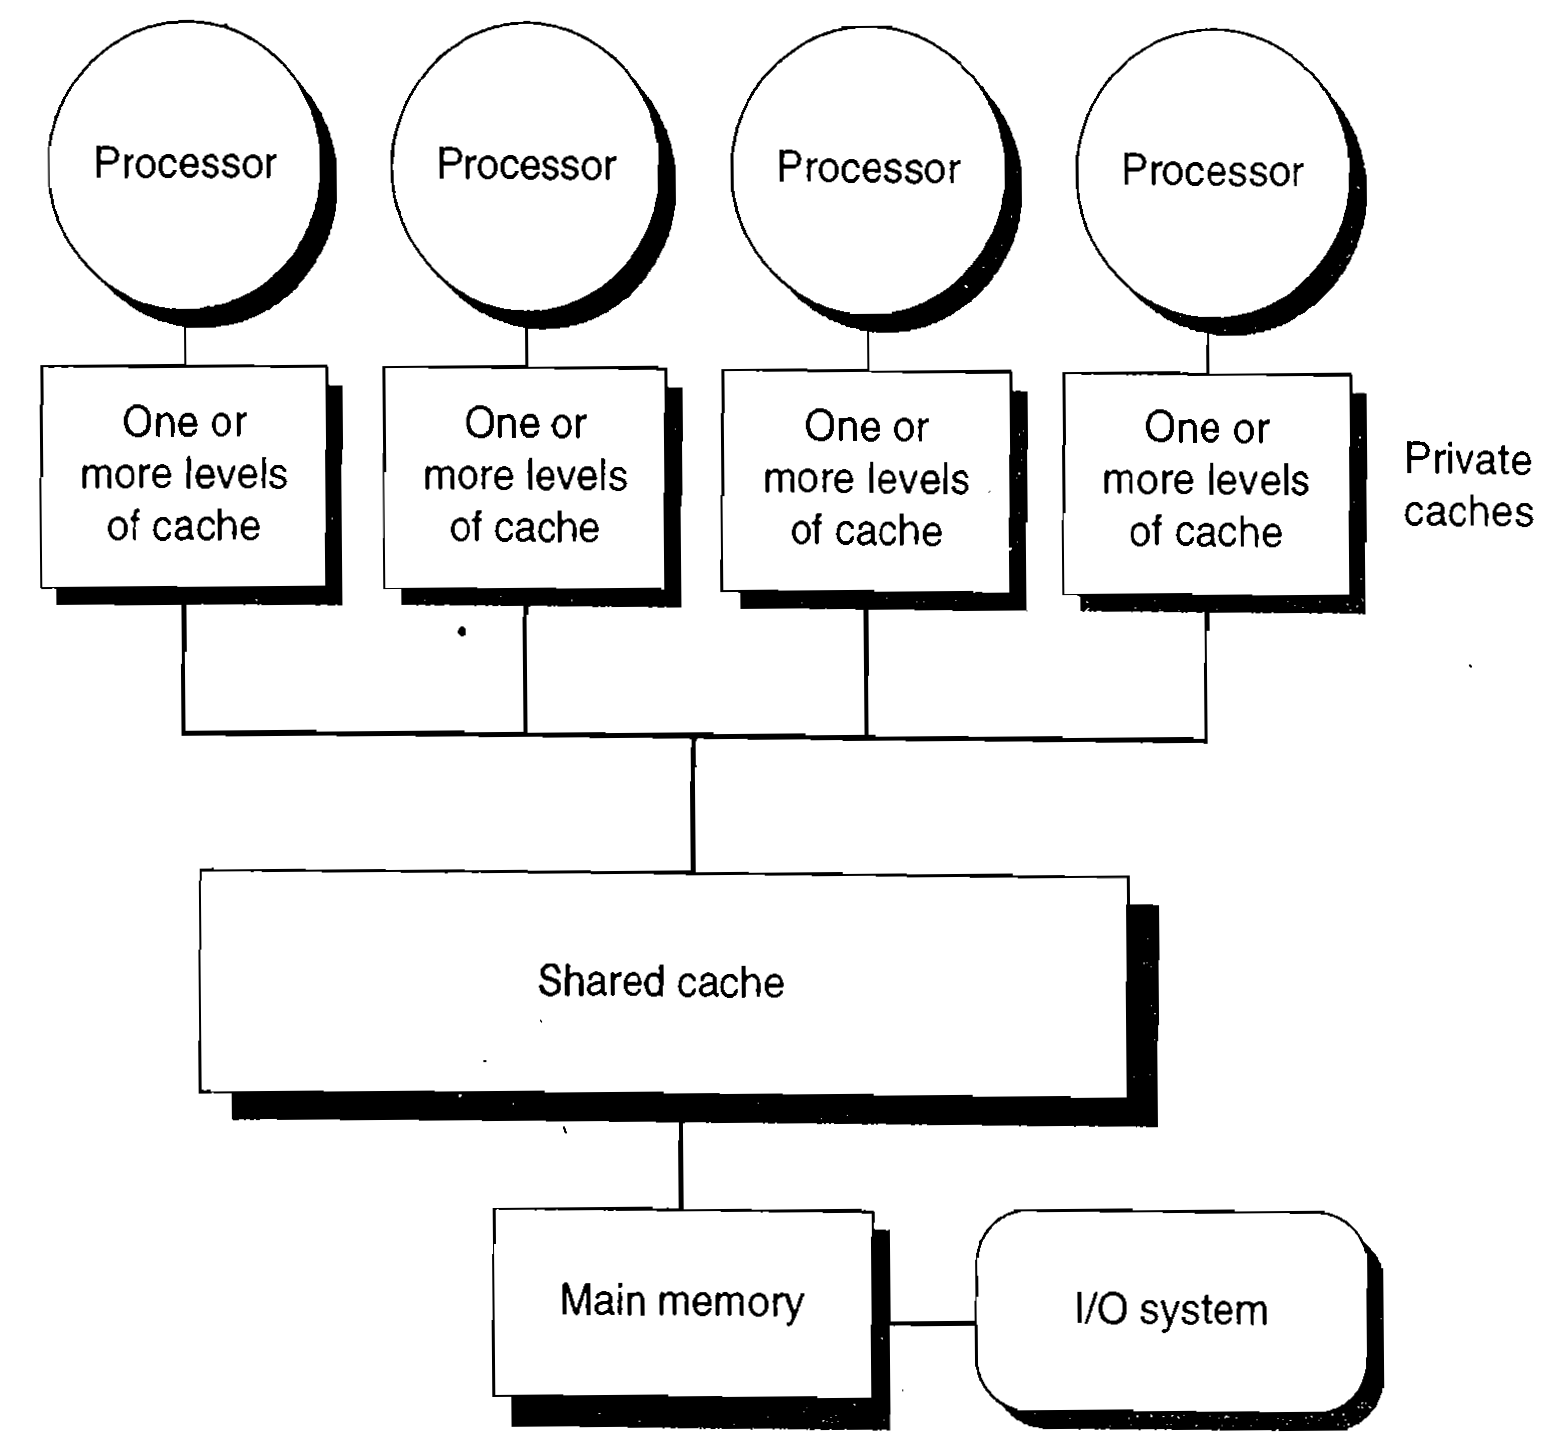 Processor
Processor
Processor
Processor
One or
more levels
of cache
One or
more levels
of cache
One or
more levels
of cache
One or
more levels
of cache
Private
caches
Shared cache
Main memory
I/O system